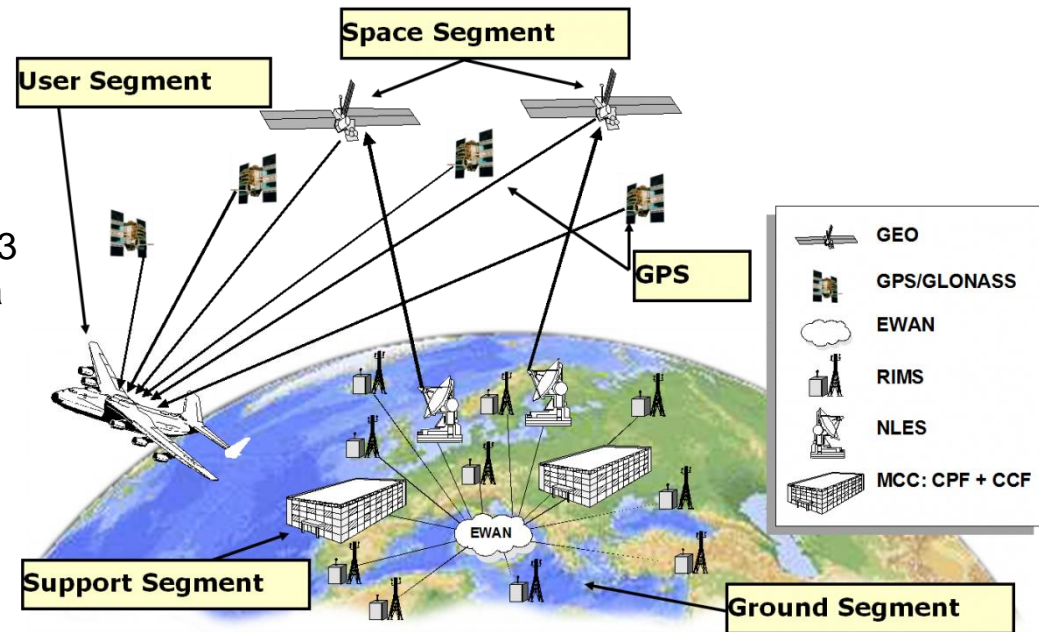 Space Segment
User Segment
3
GPS
GEO
GPS/GLONASS
EWAN
RIMS
NLES
MCC: CPF + CCF
EWAN
Support Segment
Ground Segment